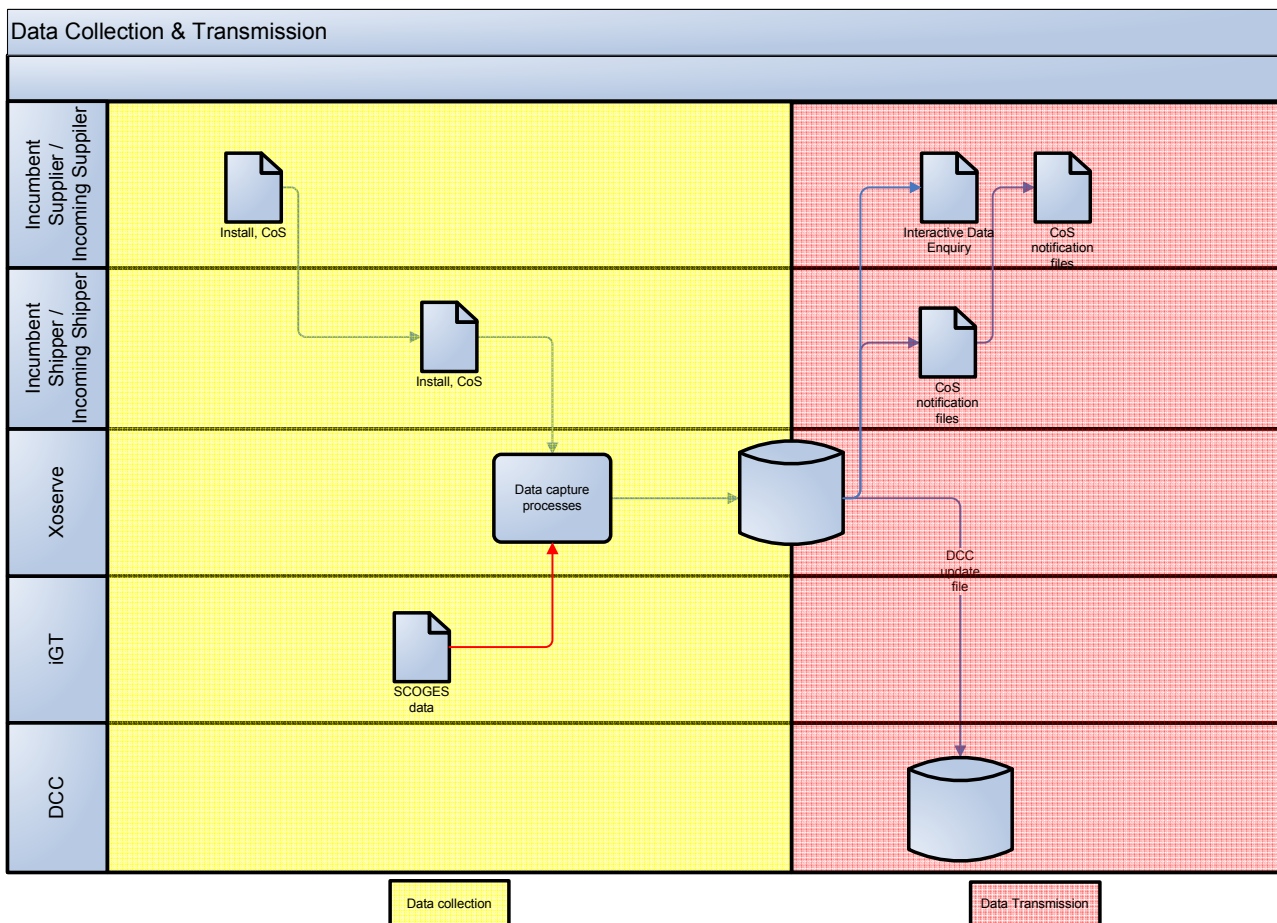 Data Collection & Transmission
Incumbent
Supplier /
Incoming Suppiler
Install, CoS
Interactive Data
Enquiry
CoS
notification
files
Incumbent
Shipper /
Incoming Shipper
Install, CoS
CoS
notification
files
Xoserve
Data capture
processes
DCC
update
file
iGT
SCOGES
data
DCC
Data collection
Data Transmission